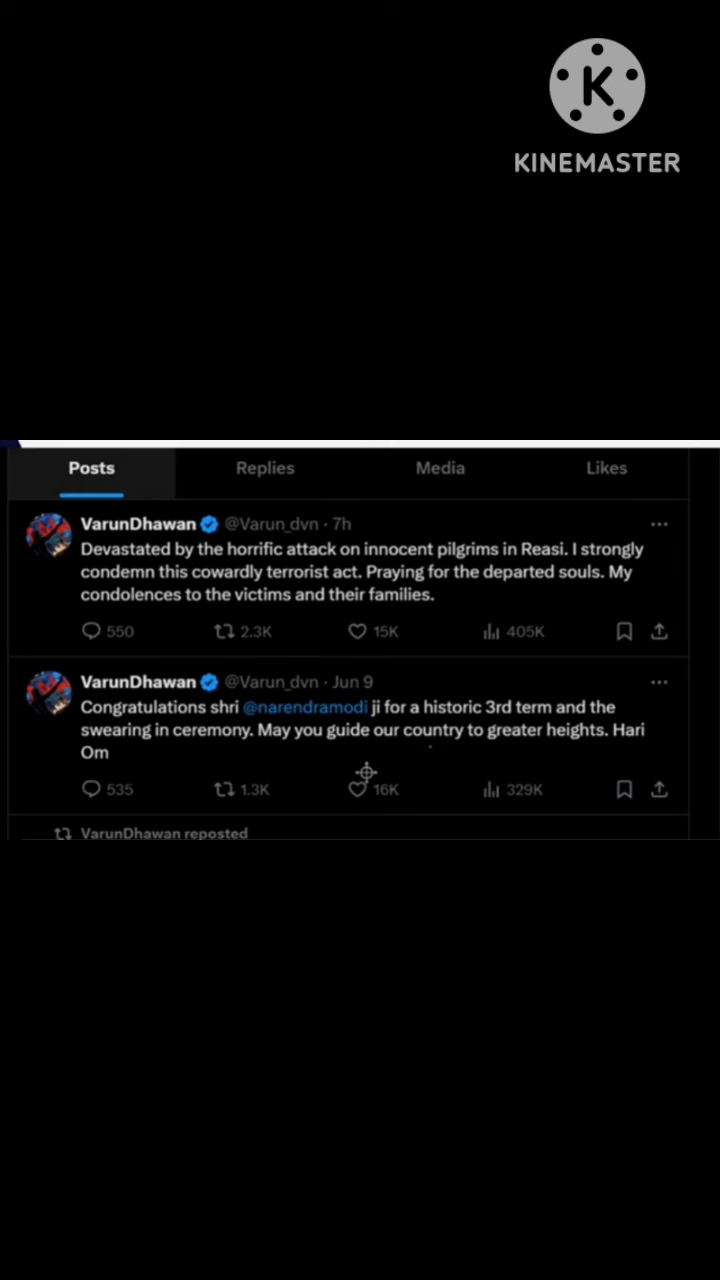 K
KINEMASTER
Posts Replies Media Likes
VarunDhawan @Varun_dvn · 7h
Devastated by the horrific attack on innocent pilgrims in Reasi. I strongly
condemn this cowardly terrorist act. Praying for the departed souls. My
condolences to the victims and their families.
550 2.3K 15K 405K
VarunDhawan @Varun_dvn · Jun 9
Congratulations shri @narendramodi ji for a historic 3rd term and the
swearing in ceremony. May you guide our country to greater heights. Hari
Om
535 1.3K 16K 329K
VarunDhawan reposted